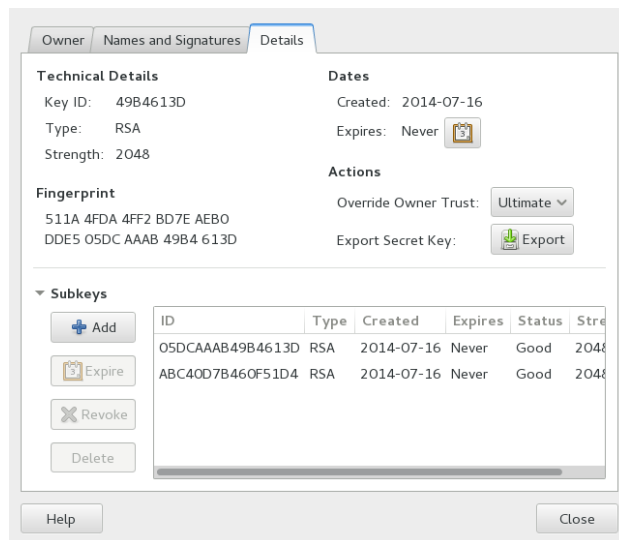 Owner Names and Signatures Details
Technical Details
Key ID: 49B4613D
Type: RSA
Strength: 2048
Fingerprint
511A 4FDA 4FF2 BD7E AEB0
DDE5 05DC AAAB 49B4 613D
Dates
Created: 2014-07-16
Expires: Never
Actions
Override Owner Trust: Ultimate
Export Secret Key: Export
Subkeys
Add
Expire
Revoke
Delete
ID Type Created Expires Status Stre
05DCAAAB49B4613D RSA 2014-07-16 Never Good 2048
ABC40D7B460F51D4 RSA 2014-07-16 Never Good 2048
Help Close